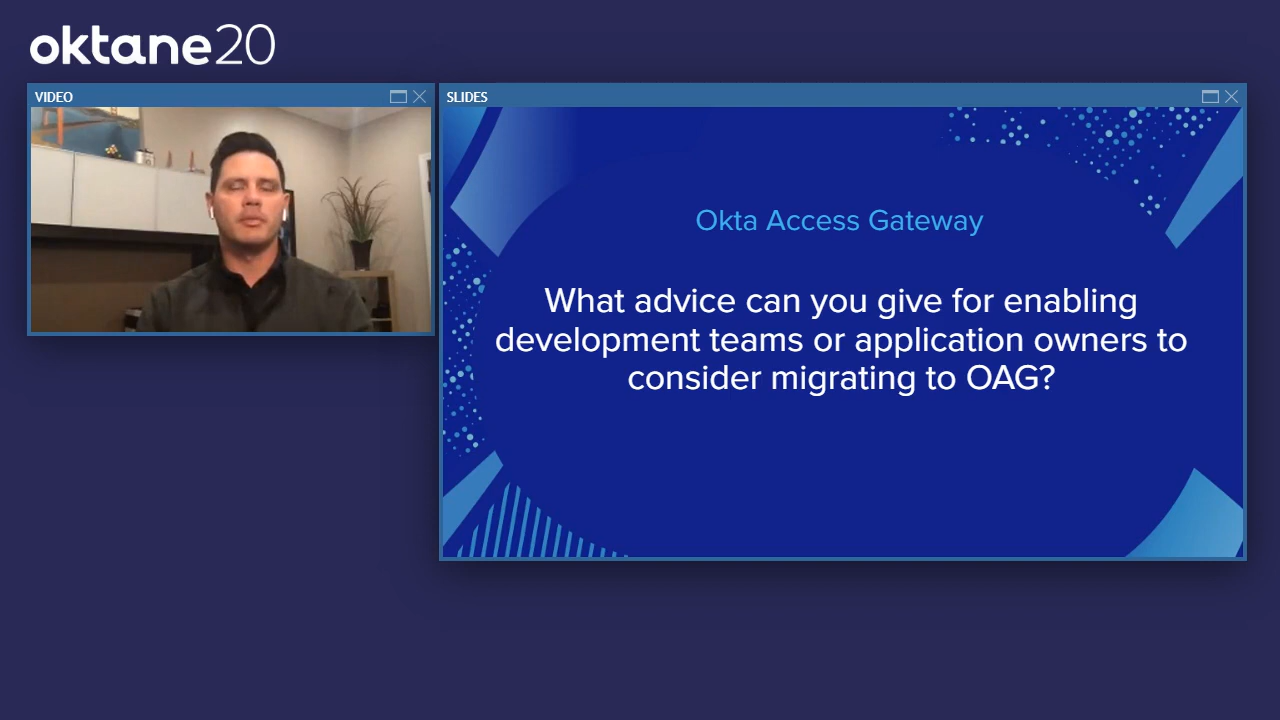 oktane20
VIDEO
SLIDES
Okta Access Gateway
What advice can you give for enabling
development teams or application owners to
consider migrating to OAG?